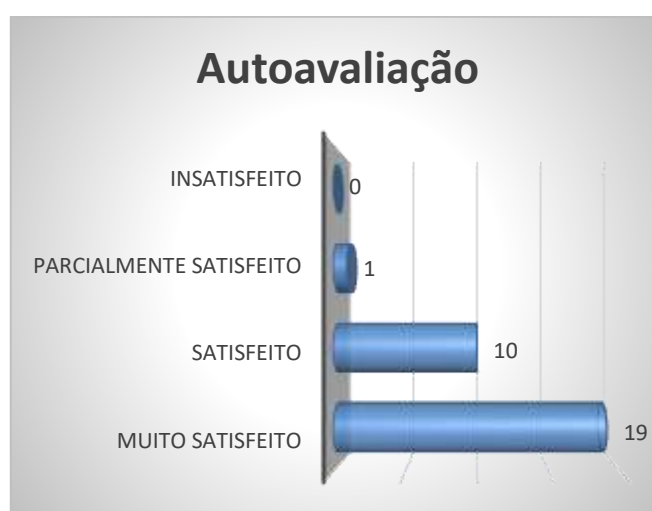 Autoavaliação
INSATISFEITO 0
PARCIALMENTE SATISFEITO 1
SATISFEITO 10
MUITO SATISFEITO 19